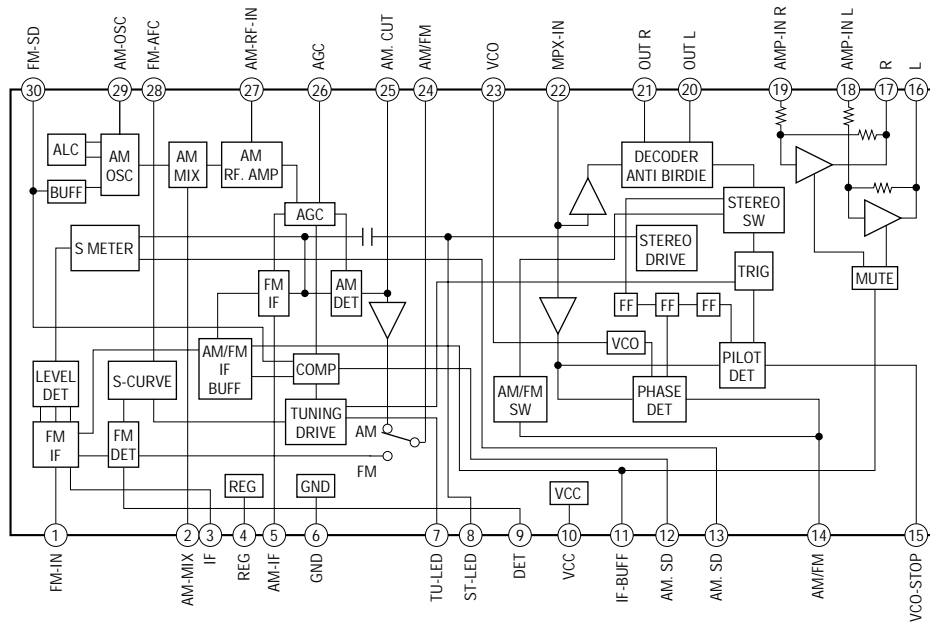 FM-SD
AM-OSC
FM-AFC
AM-RF-IN
AGC
AM. CUT
AM/FM
VCO
MPX-IN
OUT R
OUT L
AMP-IN R
AMP-IN L
R
L
30
29
28
27
26
25
24
23
22
21
20
19
18
17
16
ALC
AM
OSC
BUFF
AM
MIX
AM
RF. AMP
AGC
DECODER
ANTI BIRDIE
STEREO
SW
S METER
STEREO
DRIVE
FM
IF
AM
DET
TRIG
MUTE
FF
FF
FF
VCO
AM/FM
IF
BUFF
COMP
PILOT
DET
LEVEL
DET
S-CURVE
TUNING
DRIVE
AM/FM
SW
PHASE
DET
AM
FM
FM
IF
FM
DET
REG
GND
VCC
1
2
3
4
5
6
7
8
9
10
11
12
13
14
15
FM-IN
AM-MIX
IF
REG
AM-IF
GND
TU-LED
ST-LED
DET
VCC
IF-BUFF
AM. SD
AM. SD
AM/FM
VCO-STOP